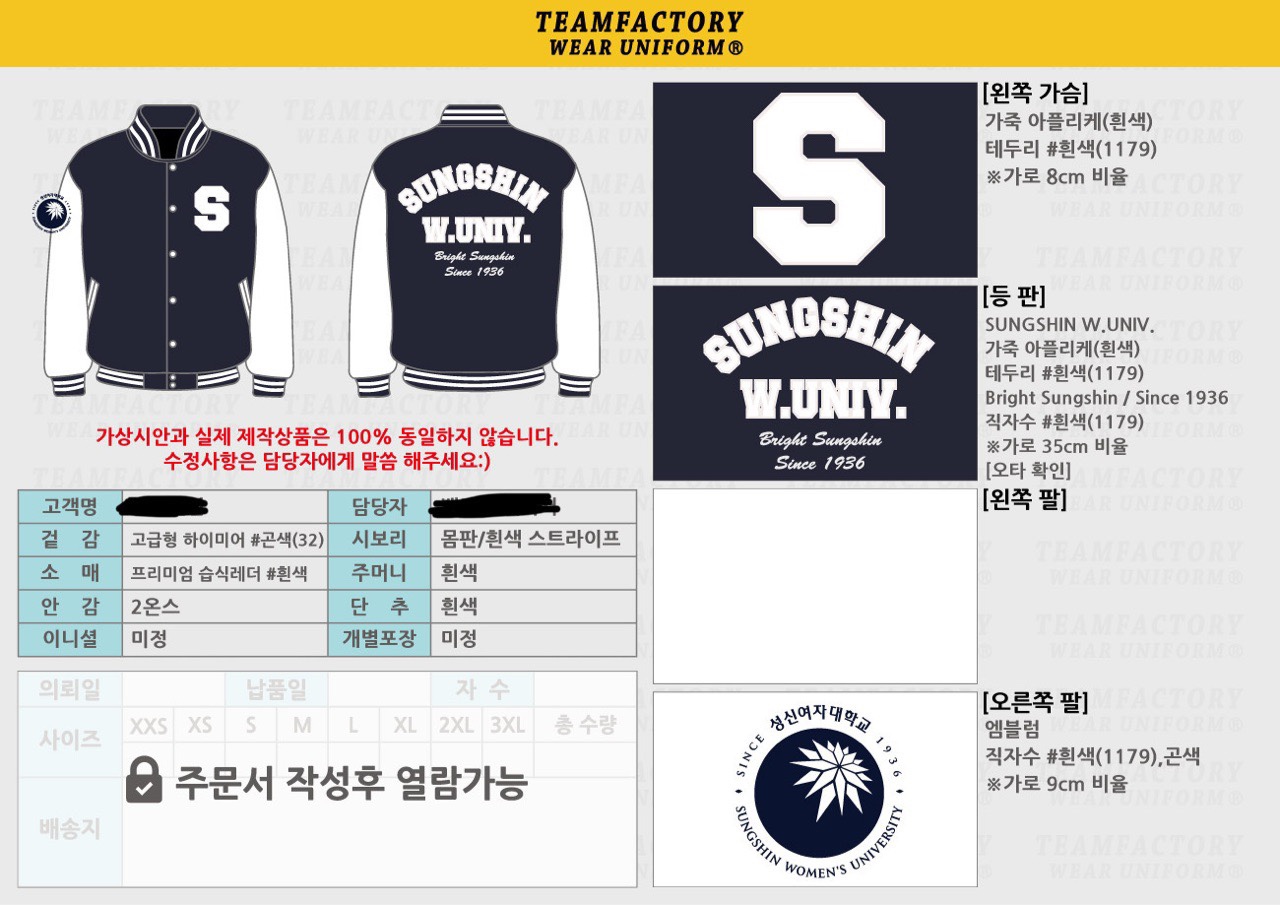 TEAMFACTORY
WEAR UNIFORM®
S
SUNGSHIN
W.UNIV.
Bright Sungshin
Since 1936
가상시안과 실제 제작상품은 100% 동일하지 않습니다.
수정사항은 담당자에게 말씀 해주세요:)
고객명
담당자
겉 감 고급형 하이미어 #곤색(32) 시보리 몸판/흰색 스트라이프
소 매 프리미엄 습식레더 #흰색 주머니 흰색
안 감 2온스 단 추 흰색
이니셜 미정 개별포장 미정
의뢰일 납품일 자 수
사이즈 XXS XS S M L XL 2XL 3XL 총 수량
주문서 작성후 열람가능
배송지
S
[왼쪽 가슴]
가죽 아플리케(흰색)
테두리 #흰색(1179)
※가로 8cm 비율
SUNGSHIN
W.UNIV.
Bright Sungshin
Since 1936
[등 판]
SUNGSHIN W.UNIV.
가죽 아플리케(흰색)
테두리 #흰색(1179)
Bright Sungshin / Since 1936
직자수 #흰색(1179)
※가로 35cm 비율
[오타 확인]
[왼쪽 팔]
SINCE 성신여자대학교 1936
SUNGSHIN WOMEN'S UNIVERSITY
[오른쪽 팔]
엠블럼
직자수 #흰색(1179),곤색
※가로 9cm 비율